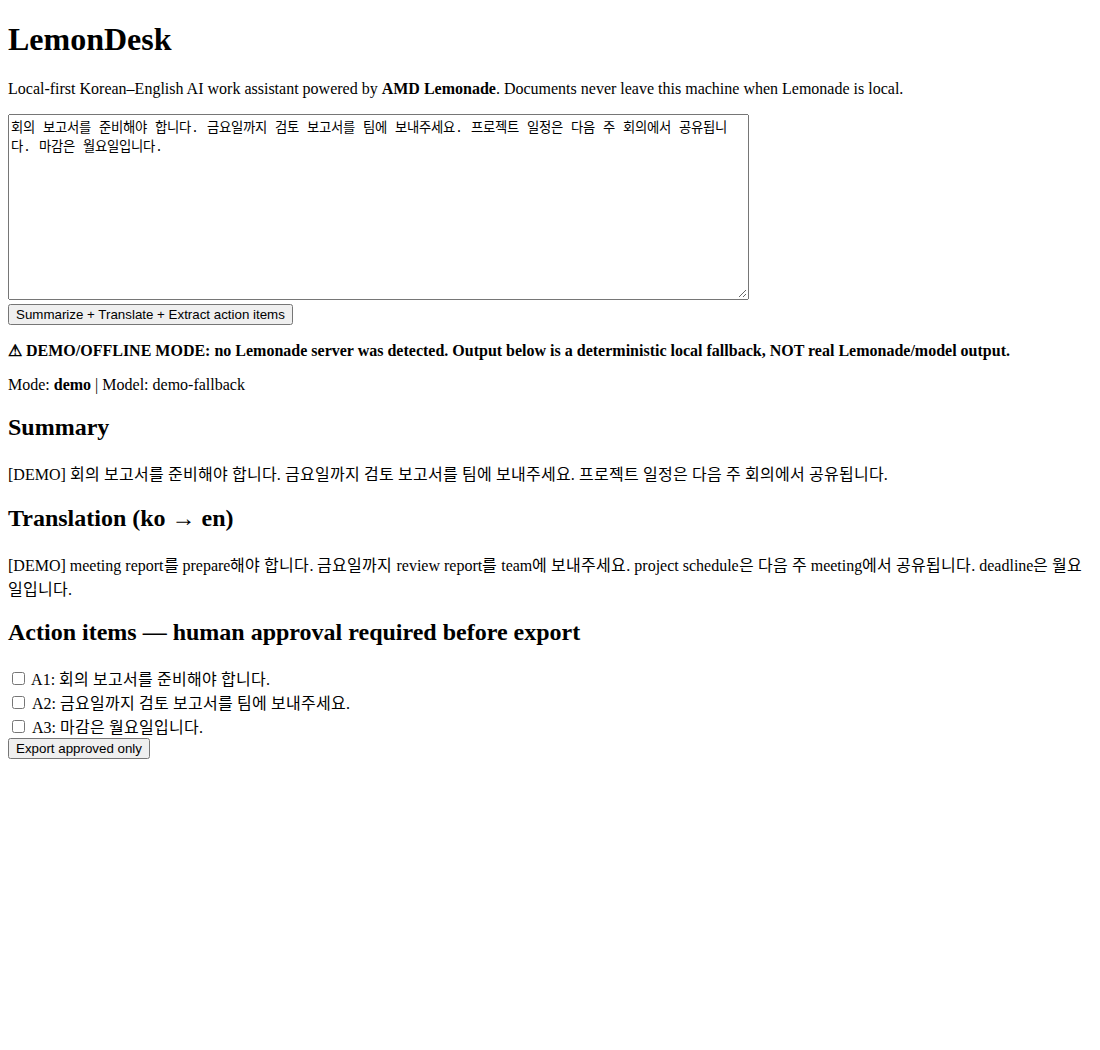 LemonDesk
Local-first Korean–English AI work assistant powered by AMD Lemonade. Documents never leave this machine when Lemonade is local.
회의 보고서를 준비해야 합니다. 금요일까지 검토 보고서를 팀에 보내주세요. 프로젝트 일정은 다음 주 회의에서 공유됩니
다. 마감은 월요일입니다.
Summarize + Translate + Extract action items
⚠ DEMO/OFFLINE MODE: no Lemonade server was detected. Output below is a deterministic local fallback, NOT real Lemonade/model output.
Mode: demo | Model: demo-fallback
Summary
[DEMO] 회의 보고서를 준비해야 합니다. 금요일까지 검토 보고서를 팀에 보내주세요. 프로젝트 일정은 다음 주 회의에서 공유됩니다.
Translation (ko → en)
[DEMO] meeting report를 prepare해야 합니다. 금요일까지 review report를 team에 보내주세요. project schedule은 다음 주 meeting에서 공유됩니다. deadline은 월요
일입니다.
Action items — human approval required before export
A1: 회의 보고서를 준비해야 합니다.
A2: 금요일까지 검토 보고서를 팀에 보내주세요.
A3: 마감은 월요일입니다.
Export approved only